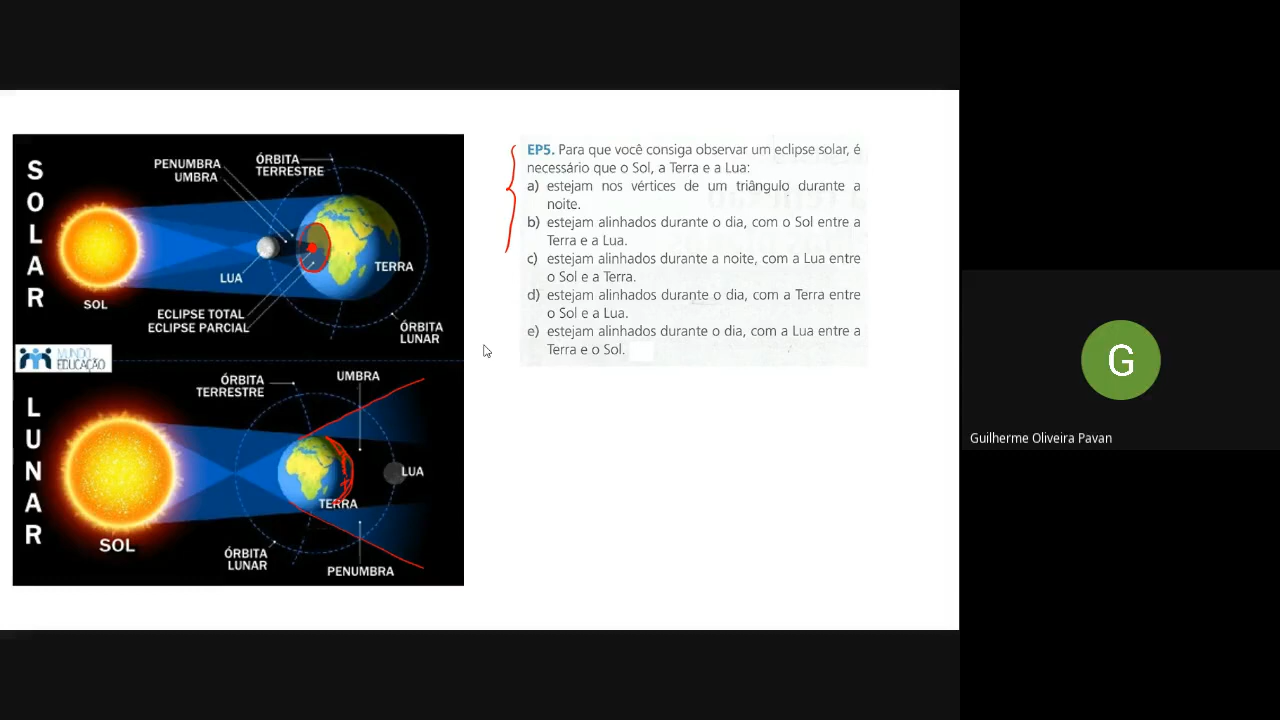 SOLAR
PENUMBRA
UMBRA
ÓRBITA
TERRESTRE
LUA
TERRA
SOL
ECLIPSE TOTAL
ECLIPSE PARCIAL
ÓRBITA
LUNAR
MUNDO
EDUCAÇÃO
LUNAR
ÓRBITA
TERRESTRE
UMBRA
LUA
TERRA
SOL
ÓRBITA
LUNAR
PENUMBRA
EP5. Para que você consiga observar um eclipse solar, é
necessário que o Sol, a Terra e a Lua:
a) estejam nos vértices de um triângulo durante a
noite.
b) estejam alinhados durante o dia, com o Sol entre a
Terra e a Lua.
c) estejam alinhados durante a noite, com a Lua entre
o Sol e a Terra.
d) estejam alinhados durante o dia, com a Terra entre
o Sol e a Lua.
e) estejam alinhados durante o dia, com a Lua entre a
Terra e o Sol.
G
Guilherme Oliveira Pavan